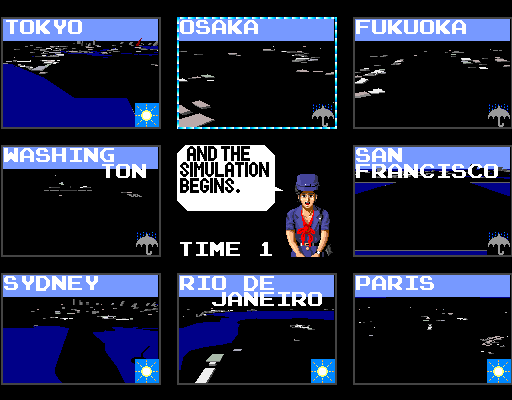 TOKYO
OSAKA
FUKUOKA
WASHING
TON
AND THE
SIMULATION
BEGINS.
TIME 1
SAN
FRANCISCO
SYDNEY
RIO DE
JANEIRO
PARIS